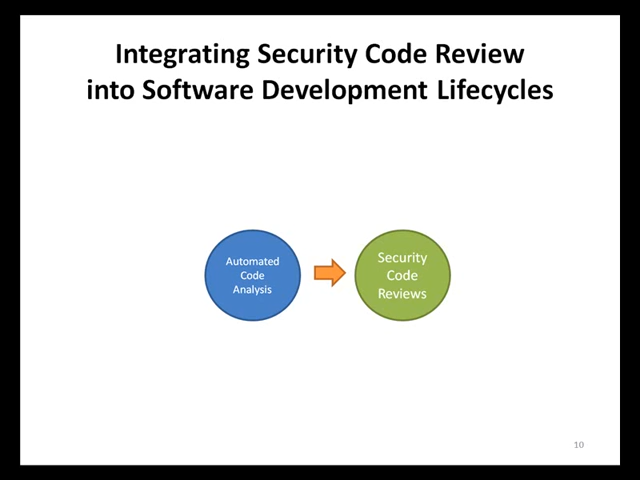 Integrating Security Code Review
into Software Development Lifecycles
Automated
Code
Analysis
Security
Code
Reviews
10